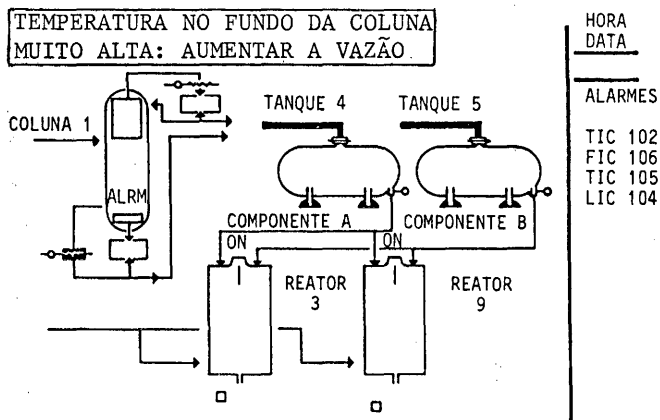 TEMPERATURA NO FUNDO DA COLUNA
MUITO ALTA: AUMENTAR A VAZÃO.
HORA
DATA
ALARMES
TIC 102
FIC 106
TIC 105
LIC 104
COLUNA 1
ALRM
TANQUE 4
TANQUE 5
COMPONENTE A
COMPONENTE B
ON
ON
REATOR
3
REATOR
9